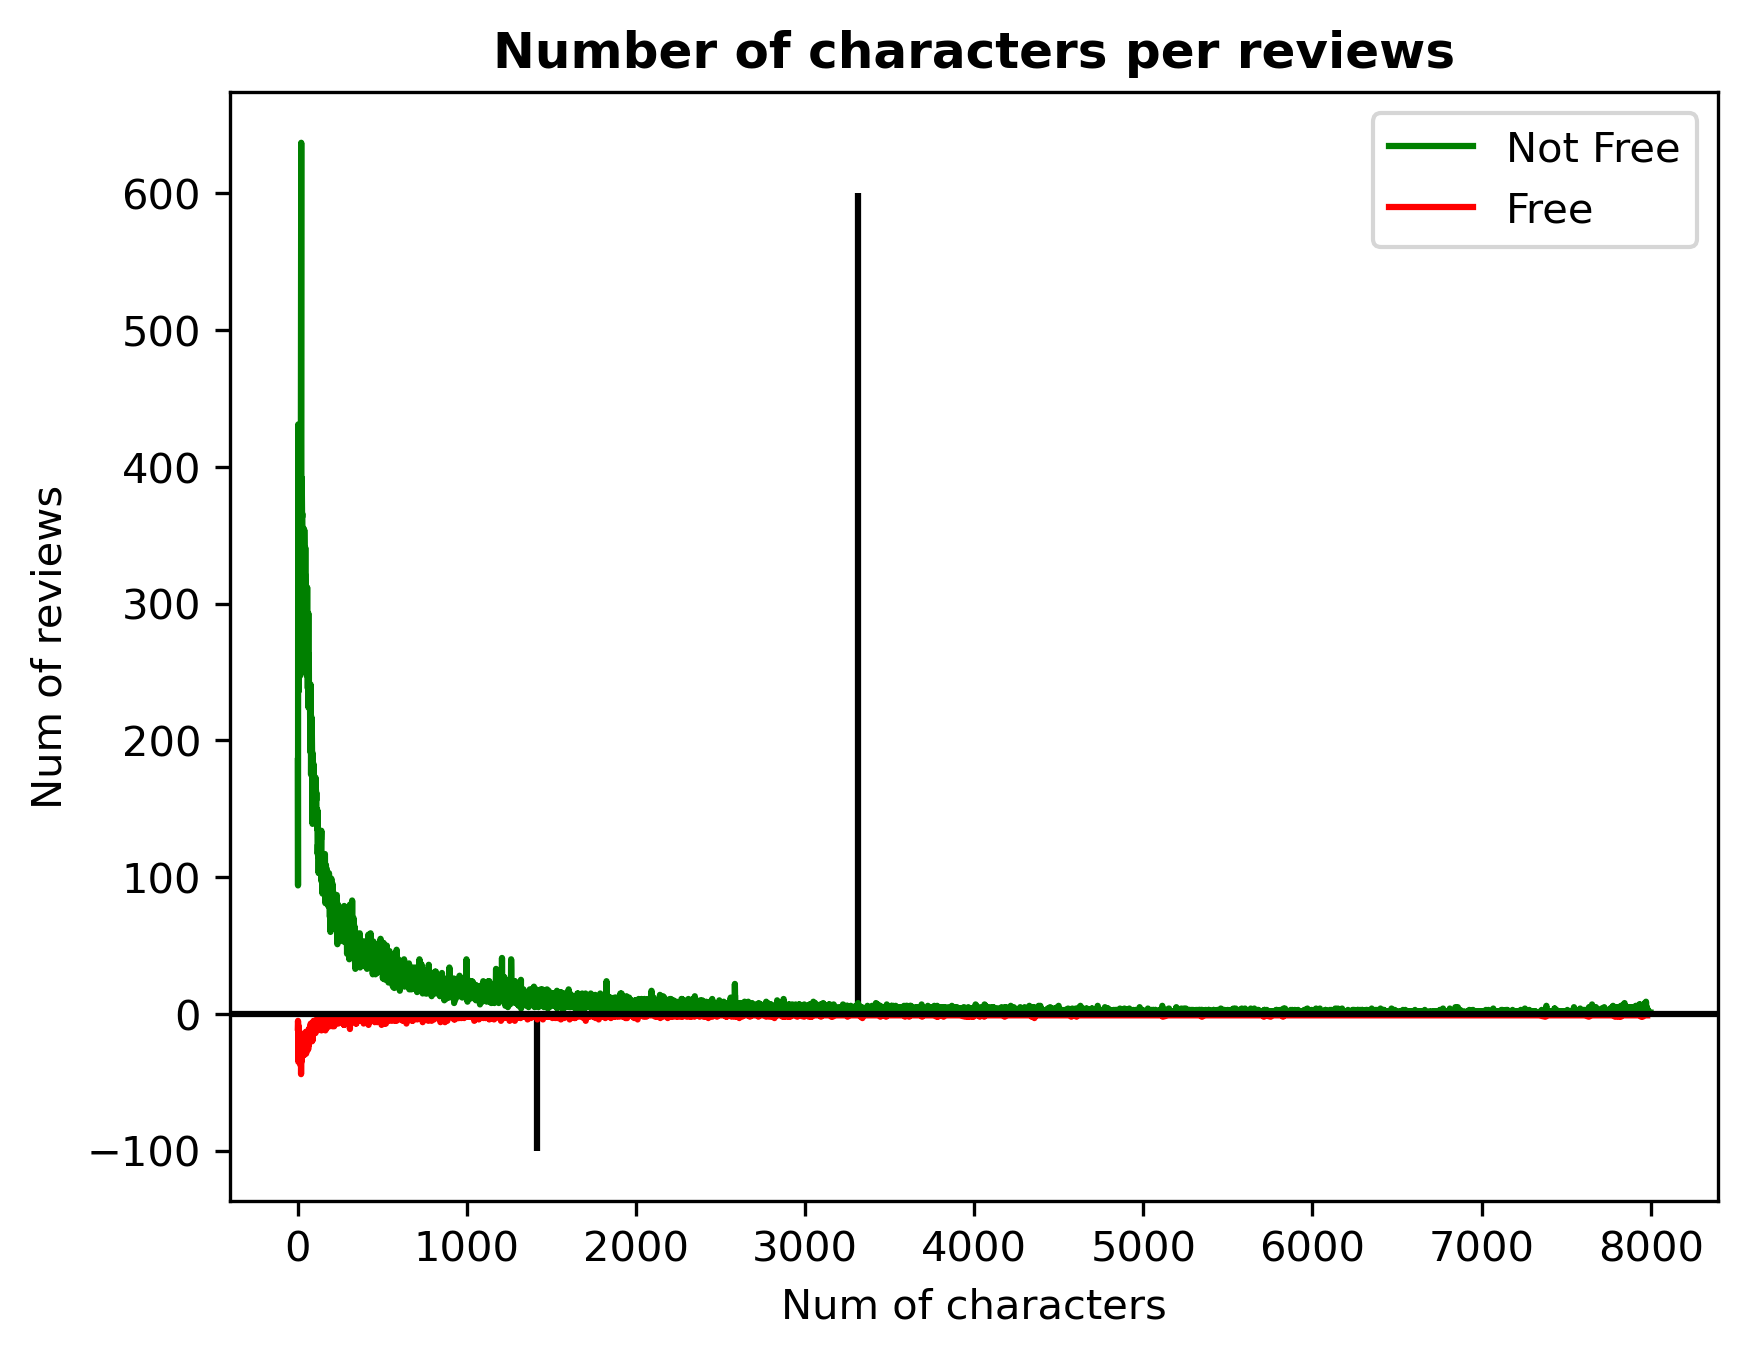 Number of characters per reviews
Not Free
Free
600
500
400
300
200
100
0
−100
Num of reviews
0 1000 2000 3000 4000 5000 6000 7000 8000
Num of characters